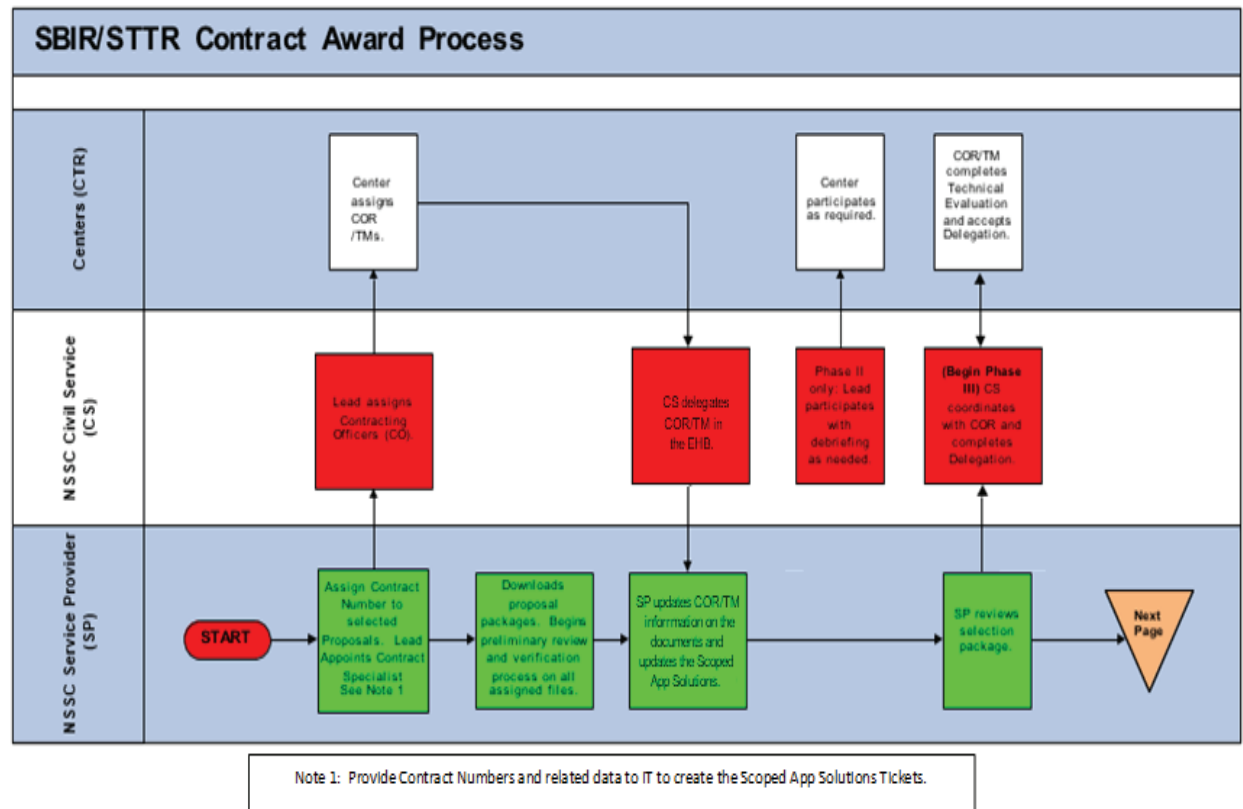 SBIR/STTR Contract Award Process
Centers (CTR)
Center
assigns
COR
/TMs.
Center
participates
as required.
COR/TM
completes
Technical
Evaluation
and accepts
Delegation.
NSSC Civil Service
(CS)
Lead assigns
Contracting
Officers (CO).
CS delegates
COR/TM in
the EHB.
Phase II
only: Lead
participates
with
debriefing
as needed.
(Begin Phase
III) CS
coordinates
with COR and
completes
Delegation.
NSSC Service Provider
(SP)
START
Assign Contract
Number to
selected
Proposals. Lead
Appoints Contract
Specialist
See Note 1
Downloads
proposal
packages. Begins
preliminary review
and verification
process on all
assigned files.
SP updates COR/TM
information on the
documents and
updates the Scoped
App Solutions.
SP reviews
selection
package.
Next
Page
Note 1: Provide Contract Numbers and related data to IT to create the Scoped App Solutions Tickets.